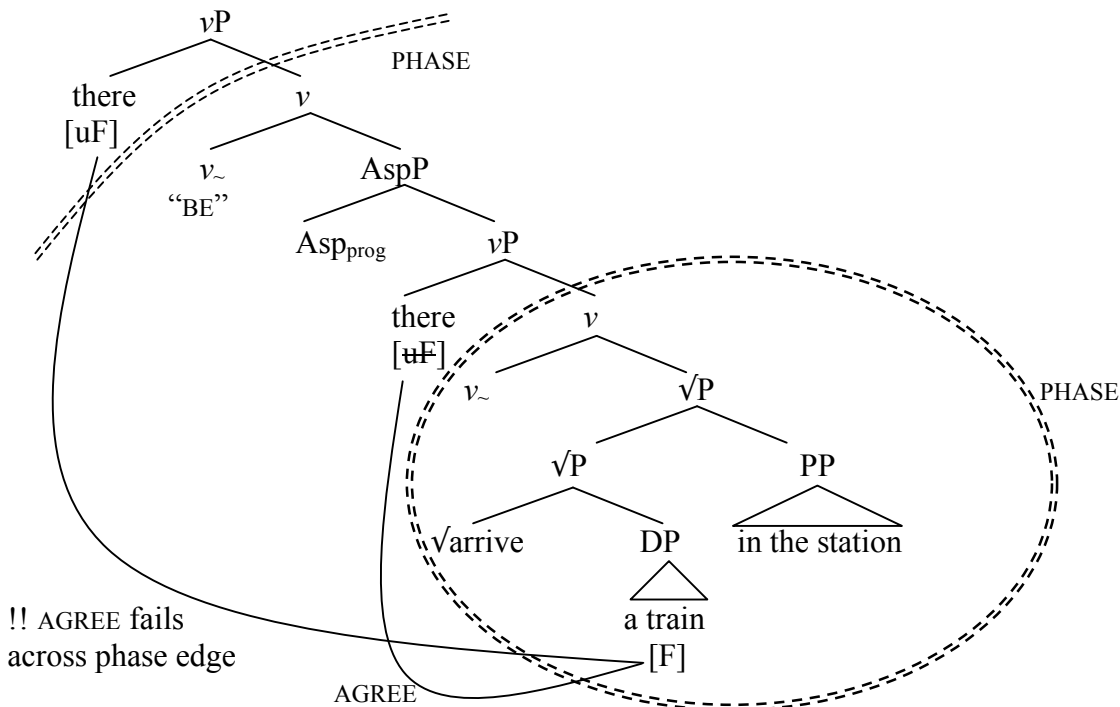 vP
PHASE
there
[uF]
v
v~
“BE”
AspP
Aspprog
vP
there
[uF]
v
v~
√P
PHASE
√P
PP
√arrive
DP
in the station
a train
[F]
!! AGREE fails
across phase edge
AGREE